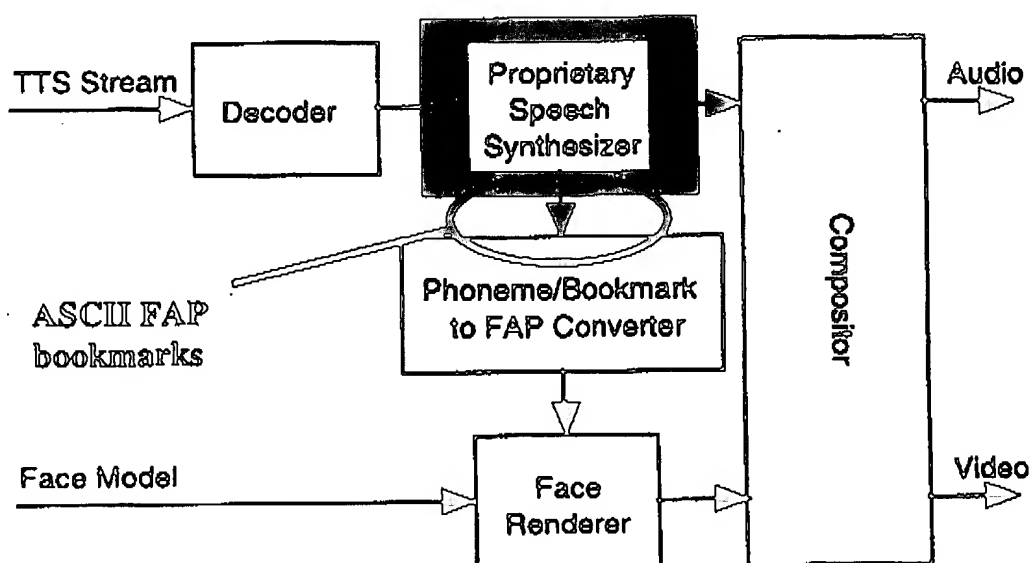 TTS Stream
Decoder
Proprietary
Speech
Synthesizer
Audio
ASCII FAP
bookmarks
Phoneme/Bookmark
to FAP Converter
Compositor
Face Model
Face
Renderer
Video